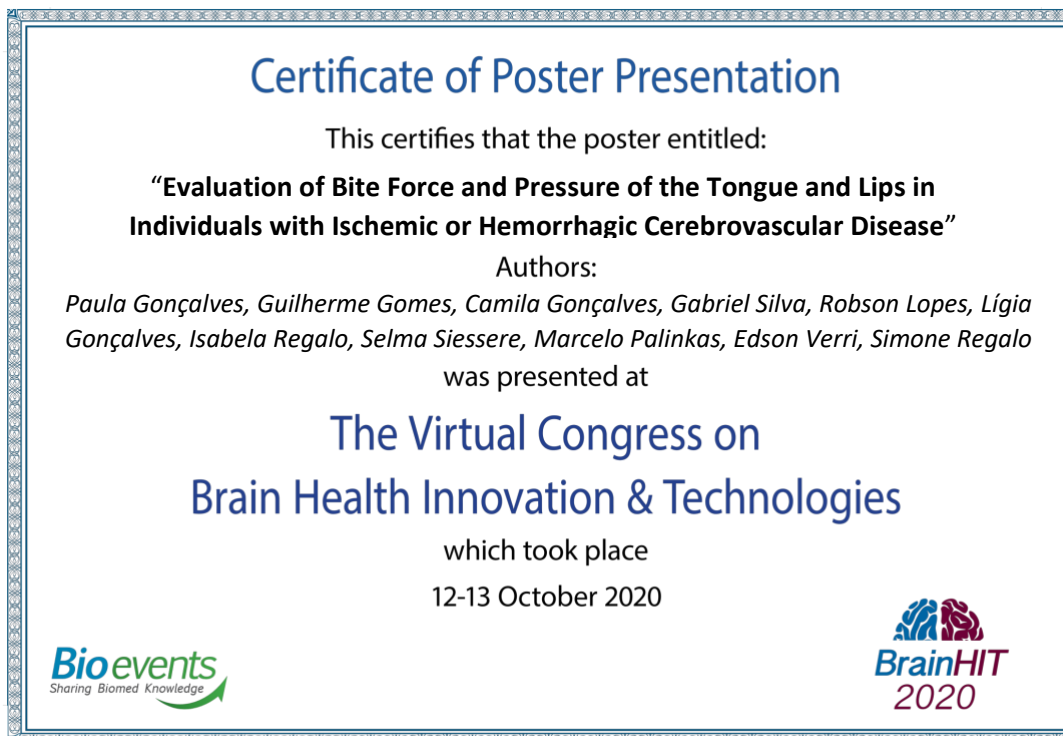 Certificate of Poster Presentation
This certifies that the poster entitled:
“Evaluation of Bite Force and Pressure of the Tongue and Lips in
Individuals with Ischemic or Hemorrhagic Cerebrovascular Disease”
Authors:
Paula Gonçalves, Guilherme Gomes, Camila Gonçalves, Gabriel Silva, Robson Lopes, Lígia
Gonçalves, Isabela Regalo, Selma Siessere, Marcelo Palinkas, Edson Verri, Simone Regalo
was presented at
The Virtual Congress on
Brain Health Innovation & Technologies
which took place
12-13 October 2020
Bioevents
Sharing Biomed Knowledge
BrainHIT
2020